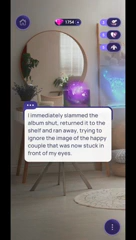 1754
I immediately slammed the
album shut, returned it to the
shelf and ran away, trying to
ignore the image of the happy
couple that was now stuck in
front of my eyes.